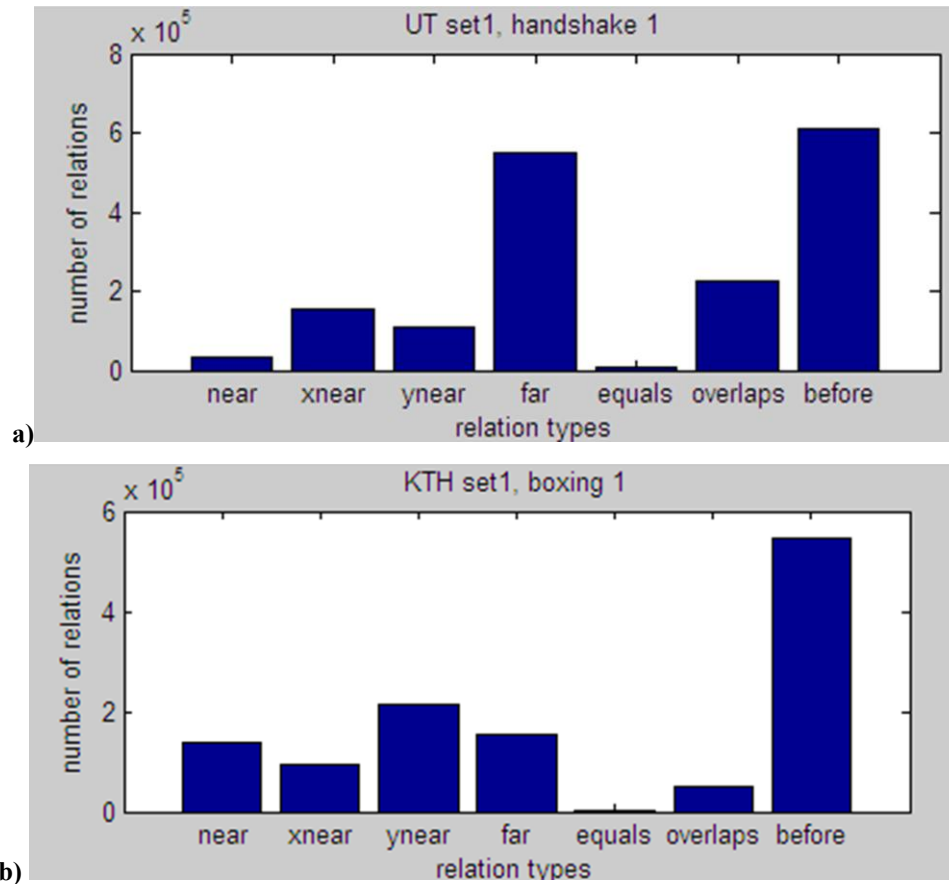 UT set1, handshake 1
x 10^5
8
6
4
2
0
number of relations
near xnear ynear far equals overlaps before
relation types
a)
KTH set1, boxing 1
x 10^5
6
4
2
0
number of relations
near xnear ynear far equals overlaps before
relation types
b)